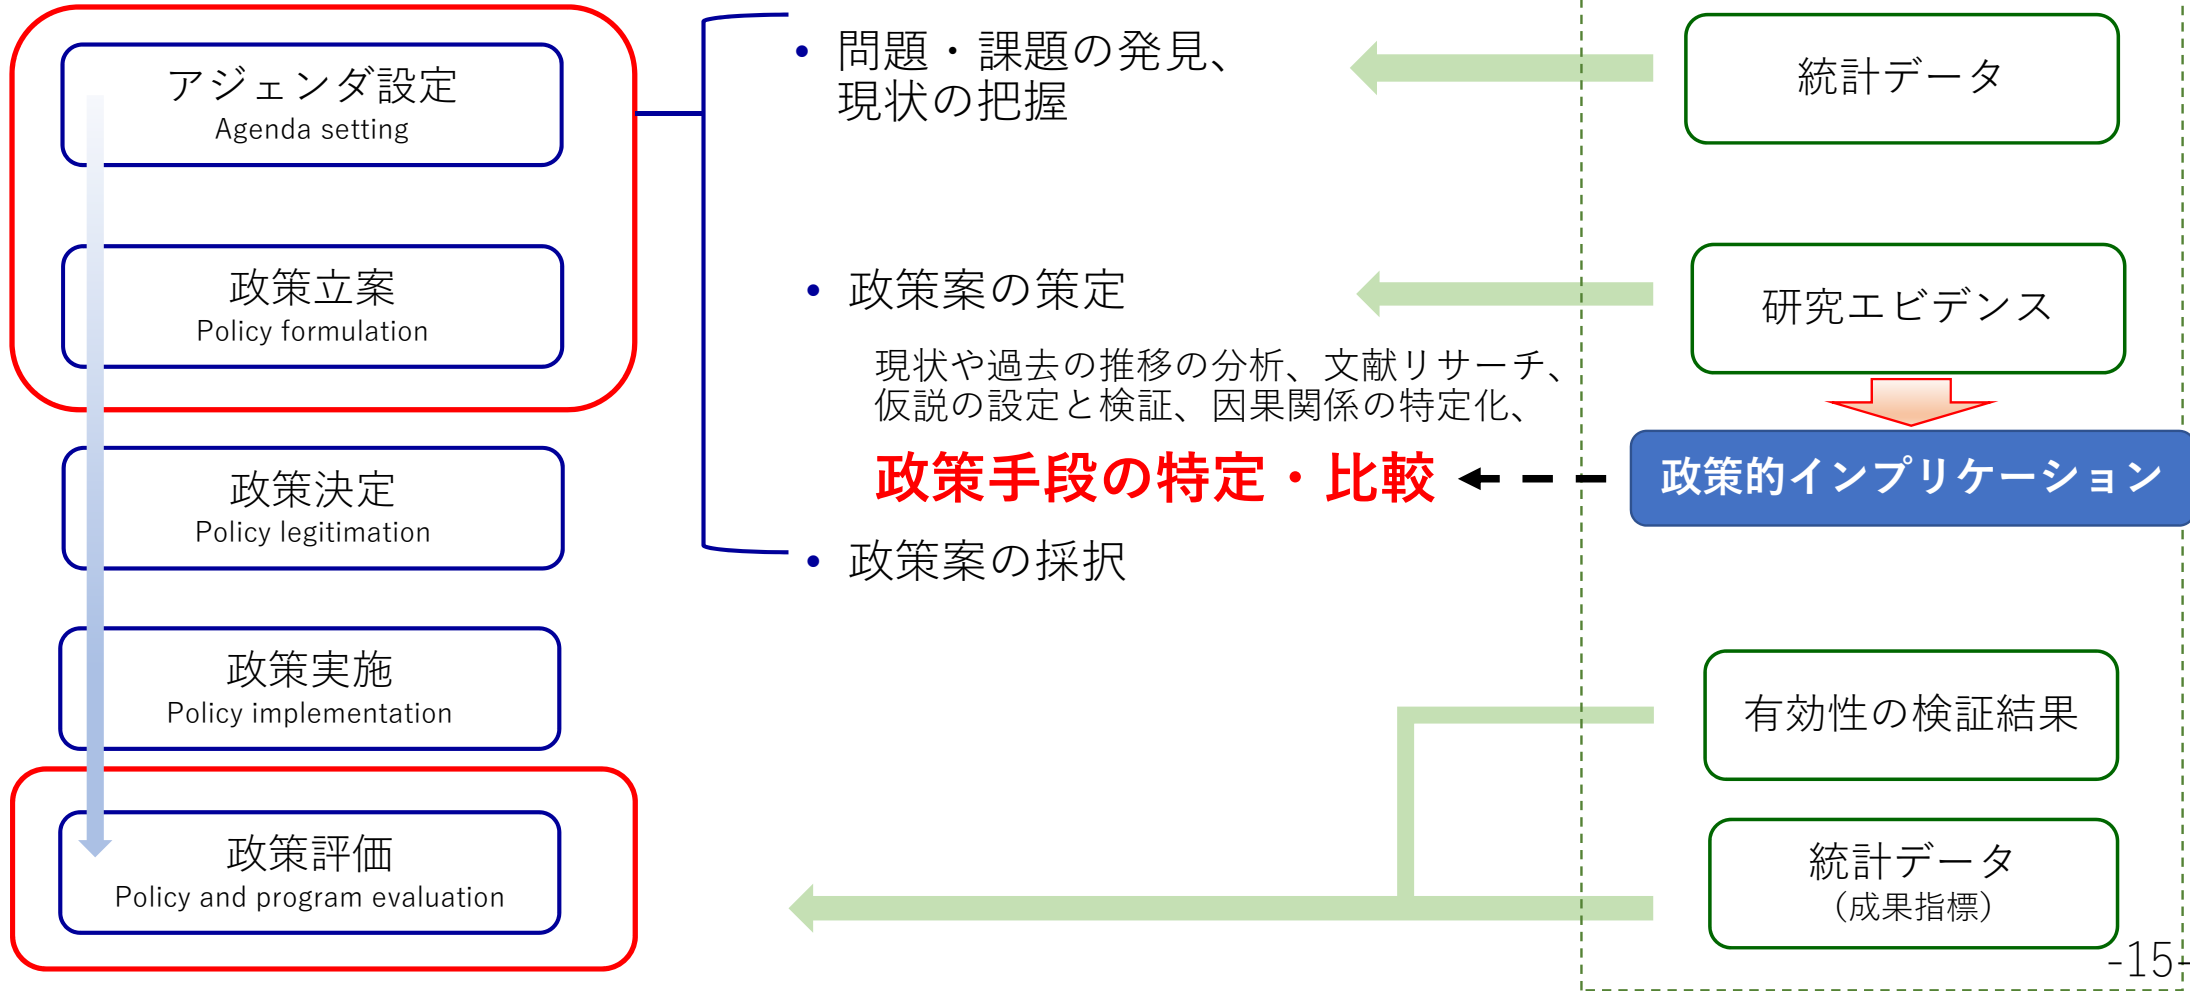 アジェンダ設定
Agenda setting
政策立案
Policy formulation
政策決定
Policy legitimation
政策実施
Policy implementation
政策評価
Policy and program evaluation
• 問題・課題の発見、
現状の把握
• 政策案の策定
現状や過去の推移の分析、文献リサーチ、
仮説の設定と検証、因果関係の特定化、
政策手段の特定・比較
• 政策案の採択
統計データ
研究エビデンス
政策的インプリケーション
有効性の検証結果
統計データ
（成果指標）
-15-